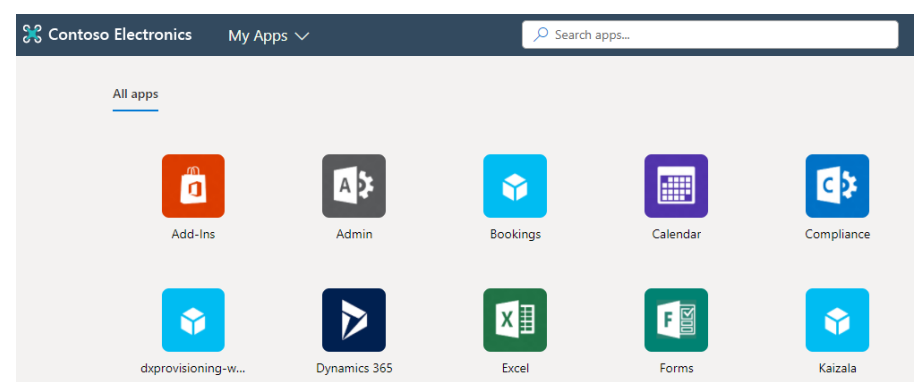 Contoso Electronics My Apps Search apps...
All apps
A
Add-Ins Admin Bookings Calendar Compliance
C
X F
dxprovisioning-w... Dynamics 365 Excel Forms Kaizala